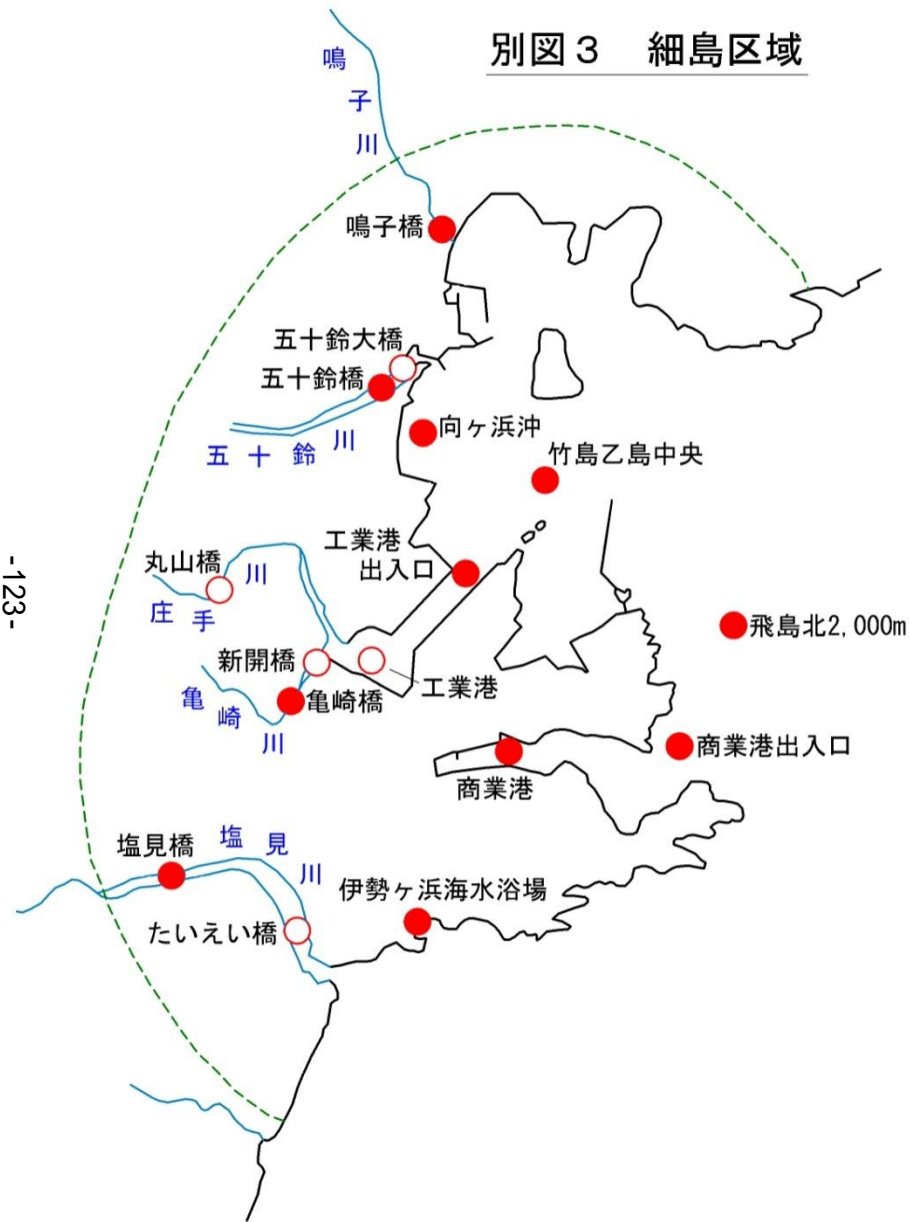 別図３　細島区域
鳴子川
鳴子橋
五十鈴大橋
五十鈴橋
五十鈴川
向ヶ浜沖
竹島乙島中央
工業港
出入口
丸山橋
庄手川
飛島北2,000m
新開橋
亀崎橋
工業港
亀崎川
商業港出入口
商業港
塩見橋
塩見川
伊勢ヶ浜海水浴場
たいえい橋
-123-